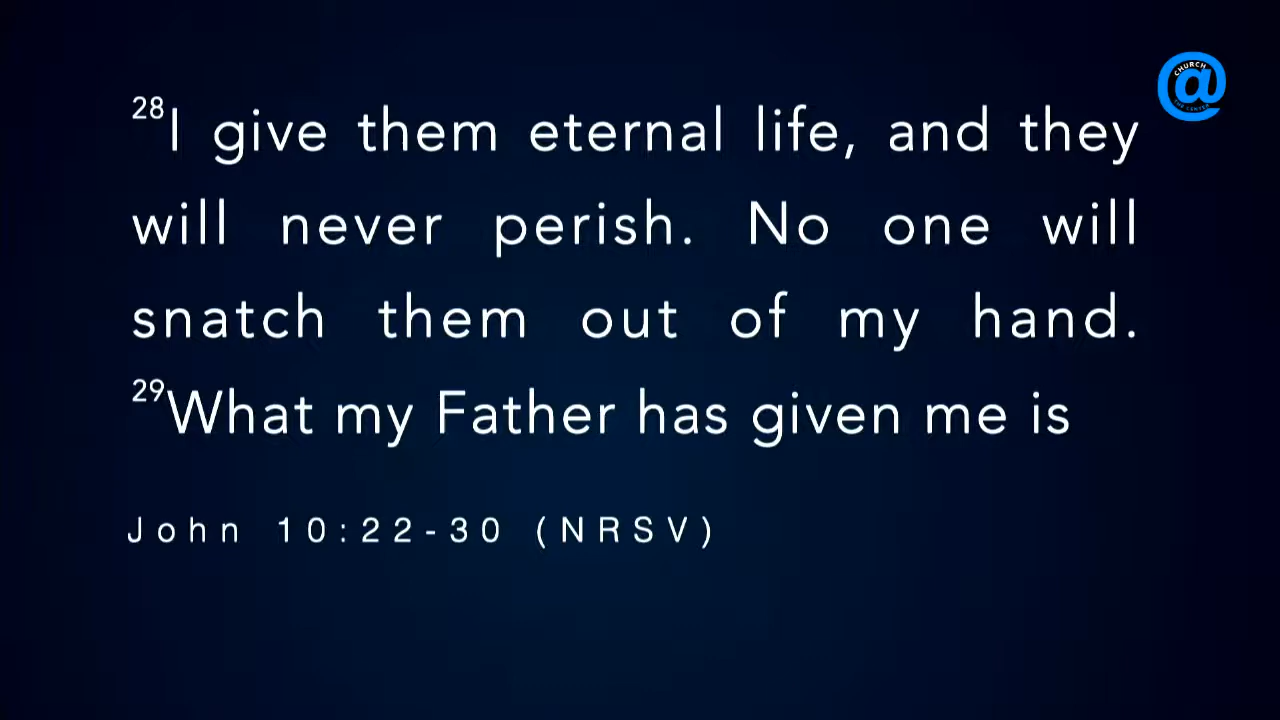 CHURCH
28I give them eternal life, and they
will never perish. No one will
snatch them out of my hand.
29What my Father has given me is
John 10:22-30 (NRSV)